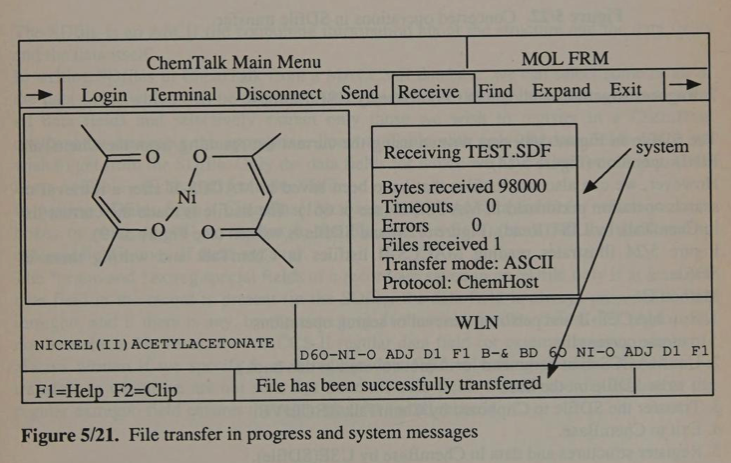 ChemTalk Main Menu MOL FRM
Login Terminal Disconnect Send Receive Find Expand Exit
O O
Ni
O O
Receiving TEST.SDF
Bytes received 98000
Timeouts 0
Errors 0
Files received 1
Transfer mode: ASCII
Protocol: ChemHost
system
NICKEL(II)ACETYLACETONATE
WLN
D6O-NI-O ADJ D1 F1 B-& BD 6O NI-O ADJ D1 F1
F1=Help F2=Clip File has been successfully transferred
Figure 5/21. File transfer in progress and system messages